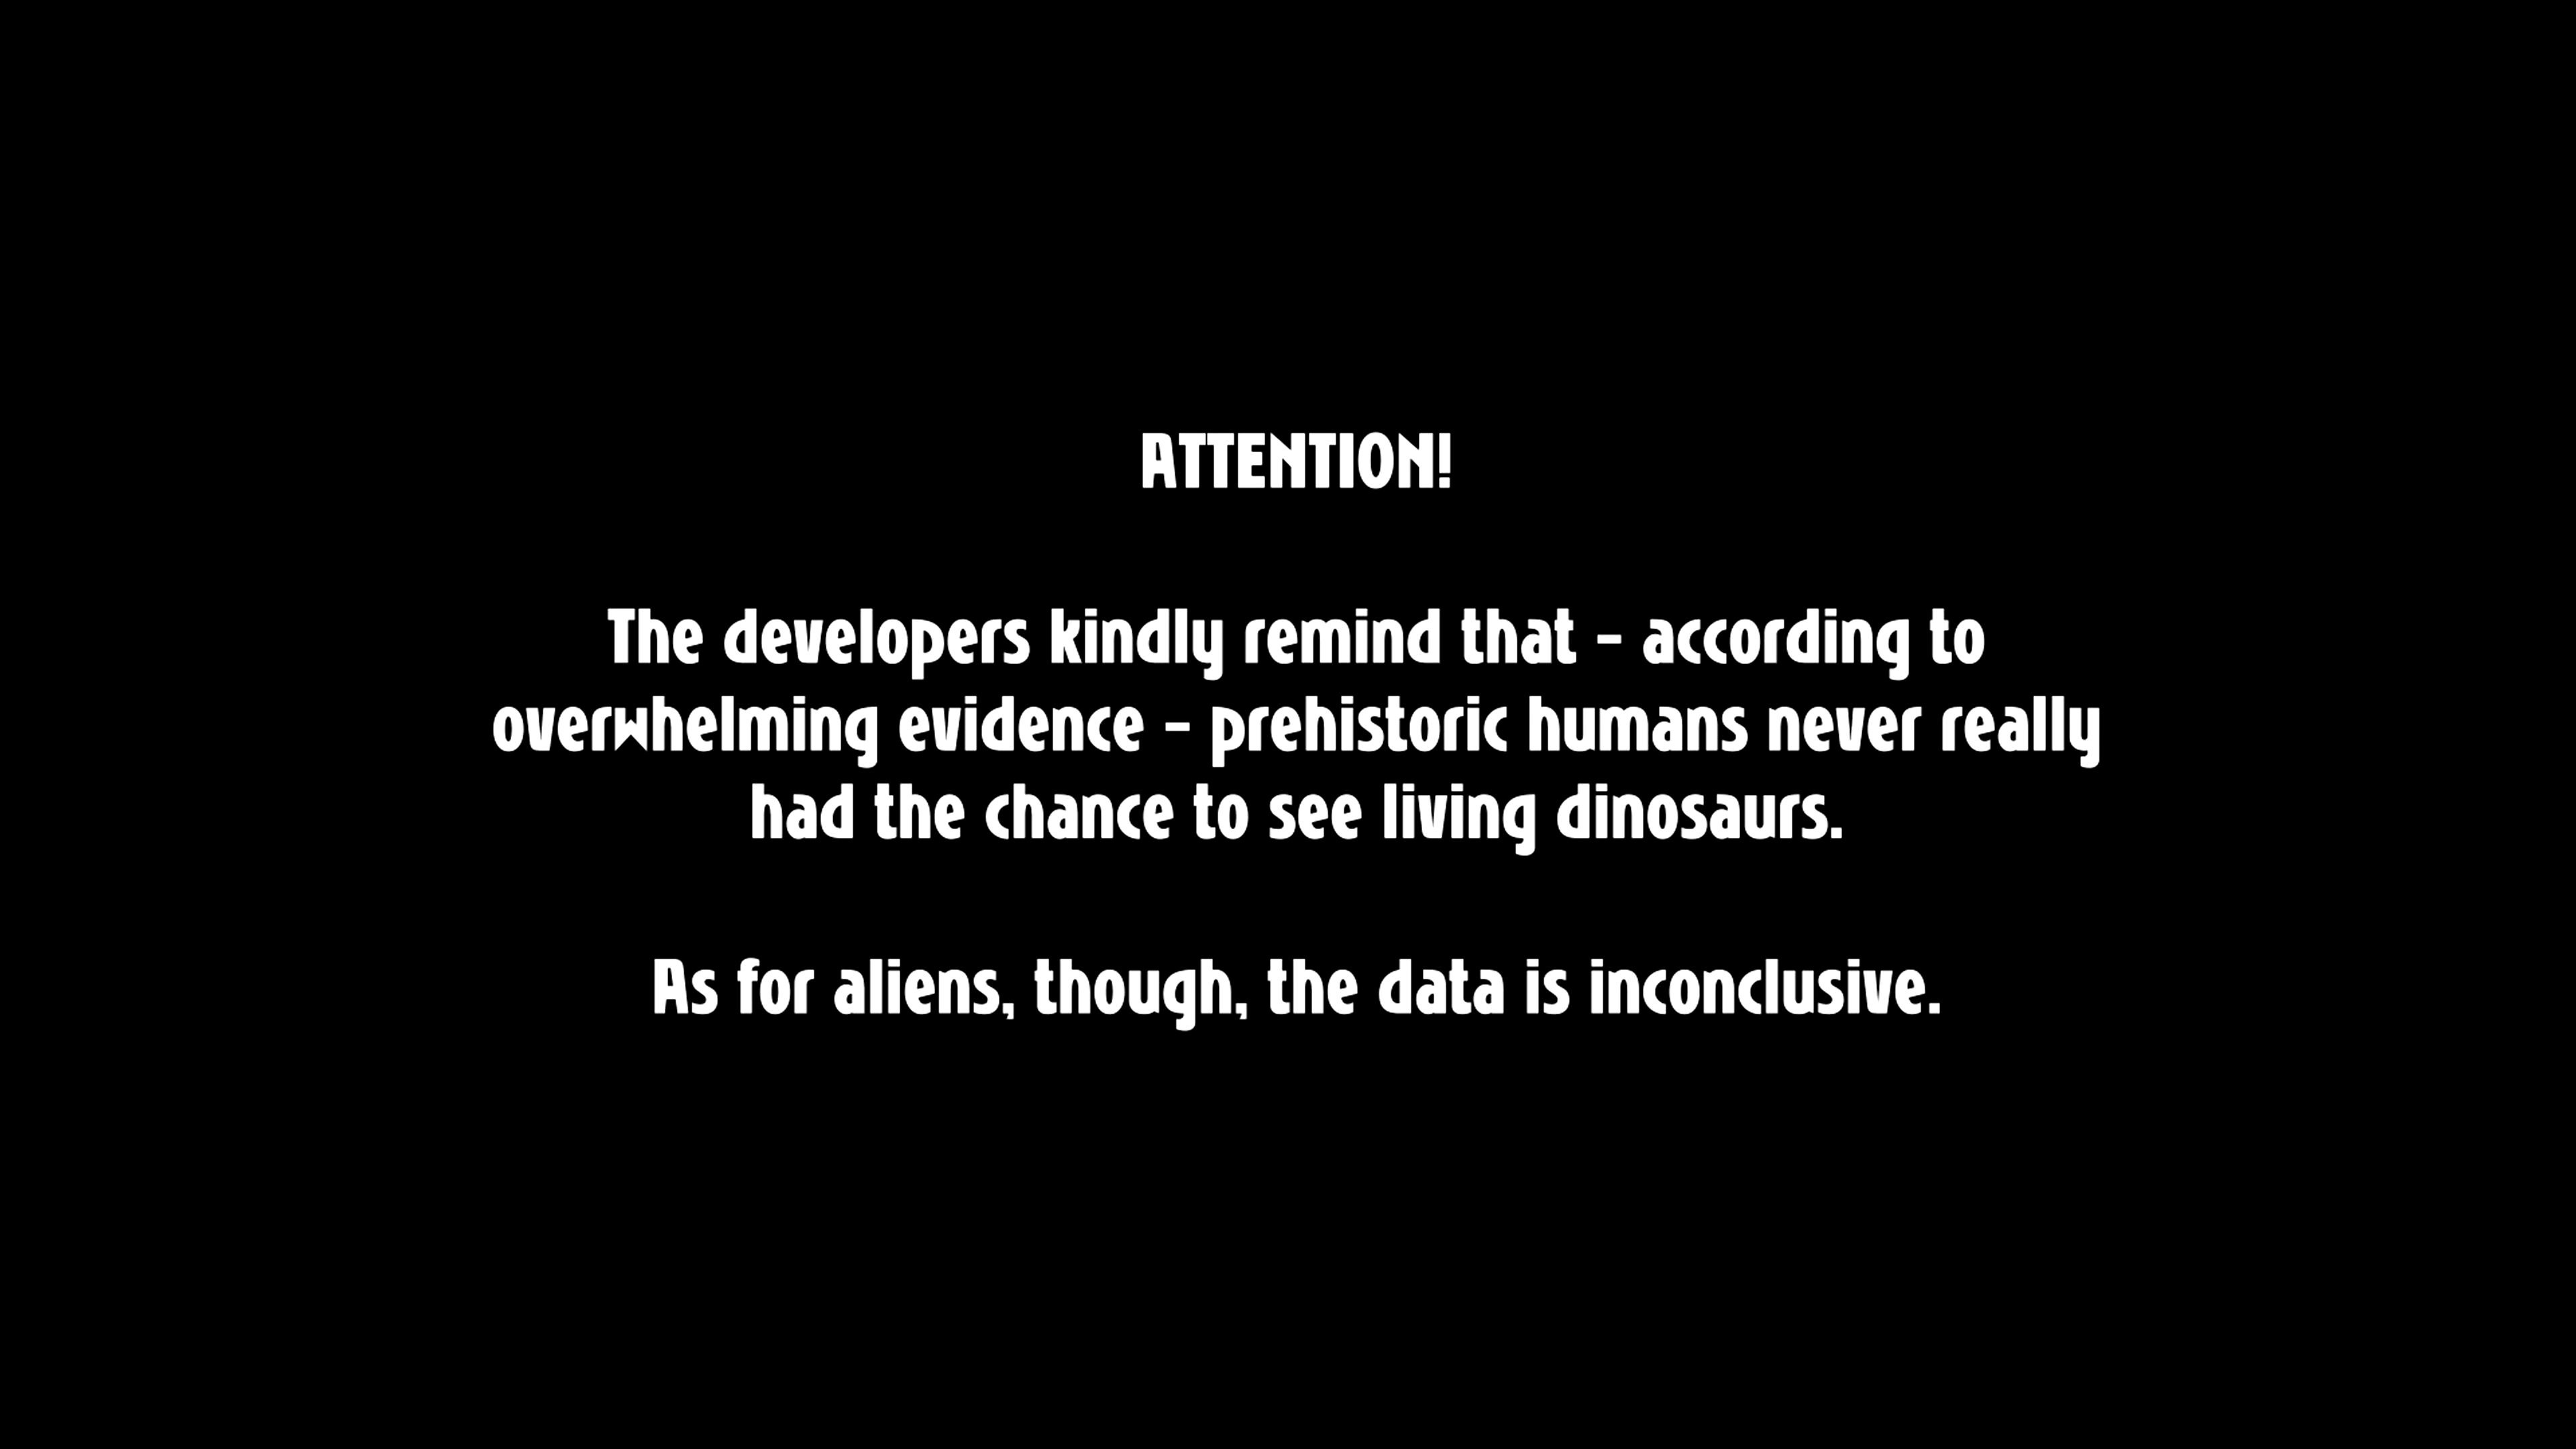 ATTENTION!
The developers kindly remind that - according to
overwhelming evidence - prehistoric humans never really
had the chance to see living dinosaurs.
As for aliens, though, the data is inconclusive.